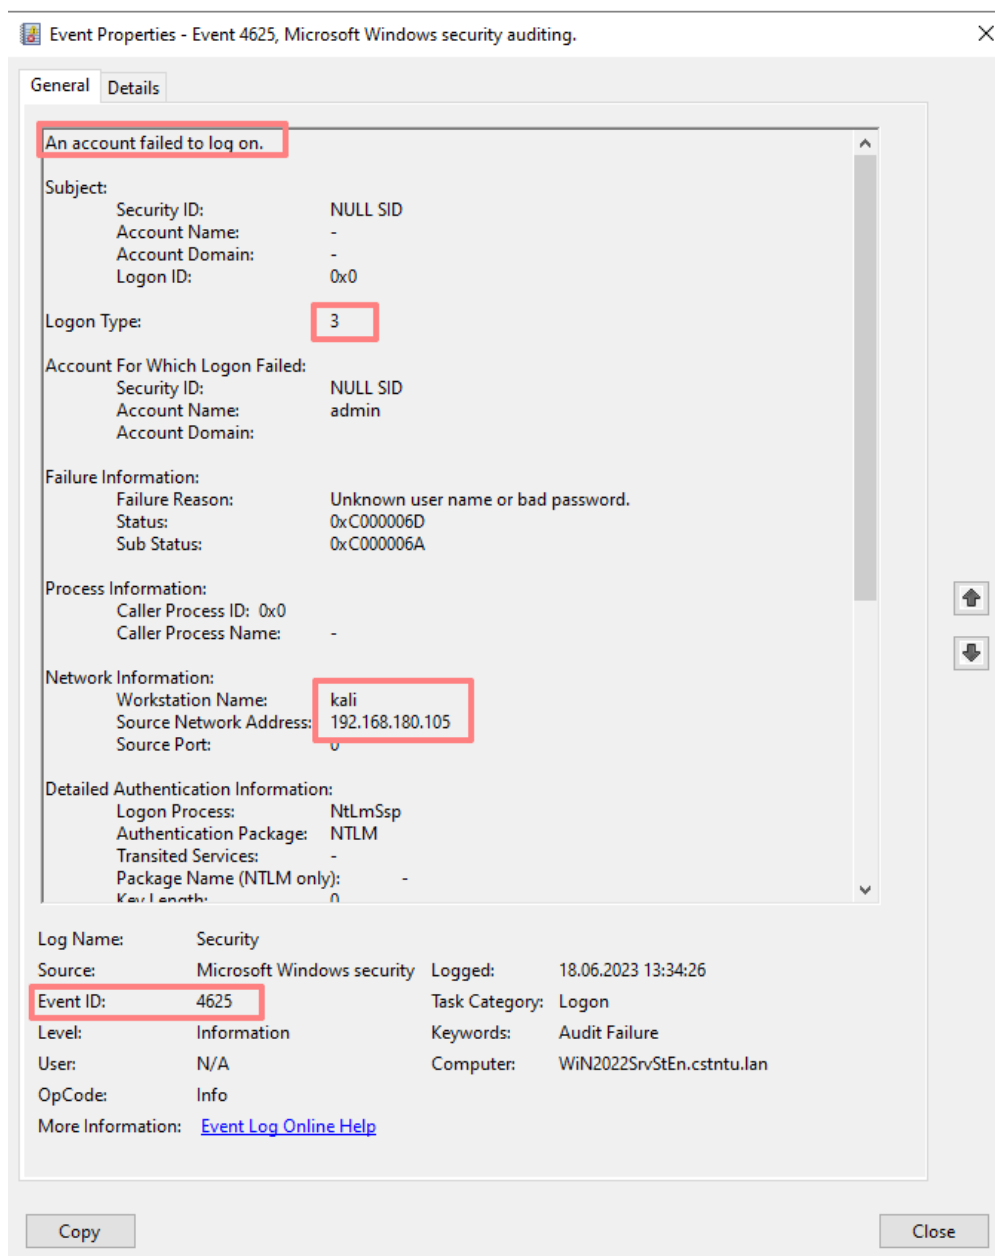 Event Properties - Event 4625, Microsoft Windows security auditing.
General Details
An account failed to log on.
Subject:
Security ID: NULL SID
Account Name: -
Account Domain: -
Logon ID: 0x0
Logon Type: 3
Account For Which Logon Failed:
Security ID: NULL SID
Account Name: admin
Account Domain:
Failure Information:
Failure Reason: Unknown user name or bad password.
Status: 0xC000006D
Sub Status: 0xC000006A
Process Information:
Caller Process ID: 0x0
Caller Process Name: -
Network Information:
Workstation Name: kali
Source Network Address: 192.168.180.105
Source Port: 0
Detailed Authentication Information:
Logon Process: NtLmSsp
Authentication Package: NTLM
Transited Services: -
Package Name (NTLM only): -
Key Length: 0
Log Name: Security
Source: Microsoft Windows security Logged: 18.06.2023 13:34:26
Event ID: 4625 Task Category: Logon
Level: Information Keywords: Audit Failure
User: N/A Computer: WiN2022SrvStEn.cstntu.lan
OpCode: Info
More Information: Event Log Online Help
Copy Close